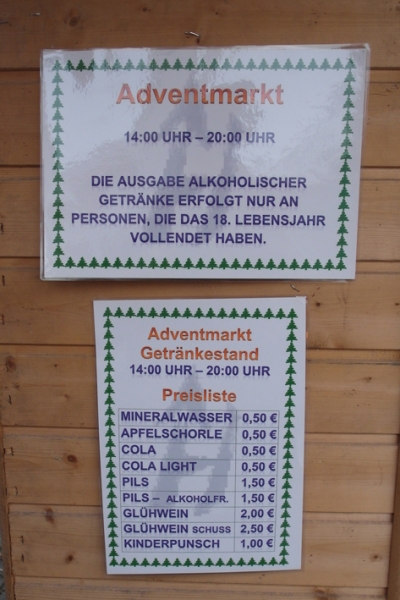 Adventmarkt
14:00 UHR – 20:00 UHR
DIE AUSGABE ALKOHOLISCHER
GETRÄNKE ERFOLGT NUR AN
PERSONEN, DIE DAS 18. LEBENSJAHR
VOLLENDET HABEN.
Adventmarkt
Getränkestand
14:00 UHR – 20:00 UHR
Preisliste
MINERALWASSER 0,50 €
APFELSCHORLE 0,50 €
COLA 0,50 €
COLA LIGHT 0,50 €
PILS 1,50 €
PILS – ALKOHOLFR. 1,50 €
GLÜHWEIN 2,00 €
GLÜHWEIN SCHUSS 2,50 €
KINDERPUNSCH 1,00 €